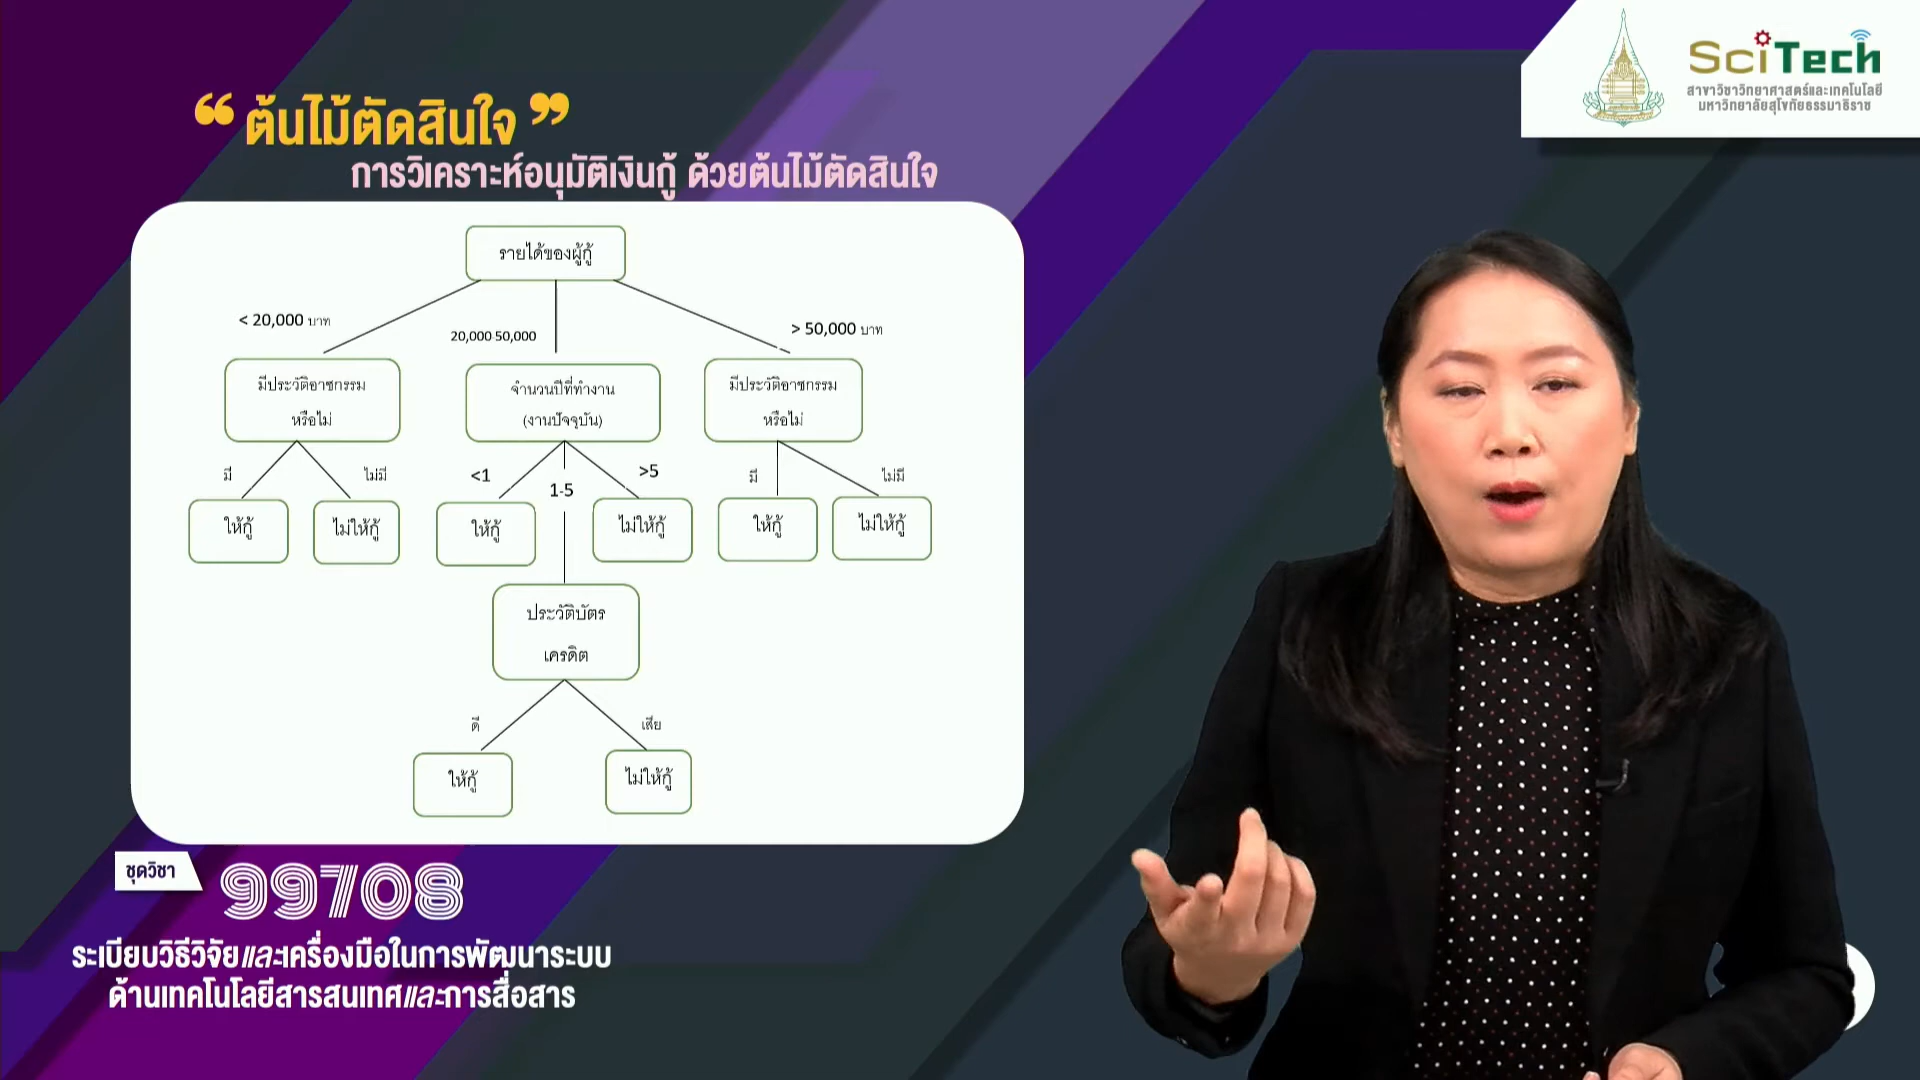 SciTech
สาขาวิชาวิทยาศาสตร์และเทคโนโลยี
มหาวิทยาลัยสุโขทัยธรรมาธิราช
“ ต้นไม้ตัดสินใจ ”
การวิเคราะห์อนุมัติเงินกู้ ด้วยต้นไม้ตัดสินใจ
รายได้ของผู้กู้
< 20,000 บาท
20,000-50,000
> 50,000 บาท
มีประวัติอาชกรรม
หรือไม่
จำนวนปีที่ทำงาน
(งานปัจจุบัน)
มีประวัติอาชกรรม
หรือไม่
มี
ไม่มี
<1
1-5
>5
มี
ไม่มี
ให้กู้
ไม่ให้กู้
ให้กู้
ไม่ให้กู้
ให้กู้
ไม่ให้กู้
ประวัติบัตร
เครดิต
ดี
เสีย
ให้กู้
ไม่ให้กู้
ชุดวิชา
99708
ระเบียบวิธีวิจัยและเครื่องมือในการพัฒนาระบบ
ด้านเทคโนโลยีสารสนเทศและการสื่อสาร